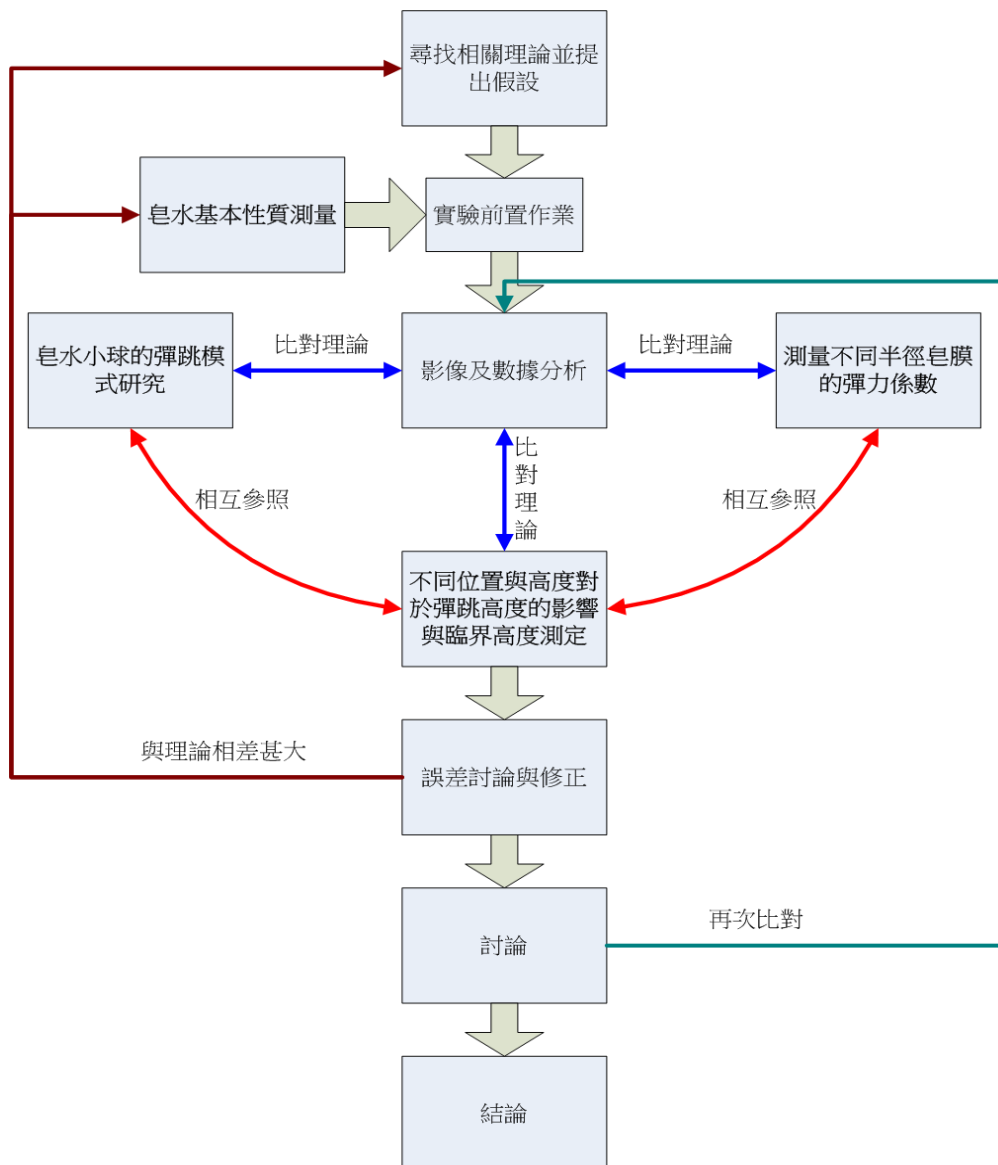 尋找相關理論並提
出假設
皂水基本性質測量
實驗前置作業
皂水小球的彈跳模
式研究
比對理論
影像及數據分析
比對理論
測量不同半徑皂膜
的彈力係數
比
對
理
論
相互參照
相互參照
不同位置與高度對
於彈跳高度的影響
與臨界高度測定
與理論相差甚大
誤差討論與修正
討論
再次比對
結論